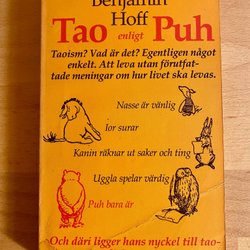 Benjamin
Hoff
Tao enligt Puh
Taoism? Vad är det? Egentligen något
enkelt. Att leva utan förutfat-
tade meningar om hur livet ska levas.
Nasse är vänlig
Ior surar
Kanin räknar ut saker och ting
Uggla spelar värdig
Puh bara är
Och däri ligger hans nyckel till tao-